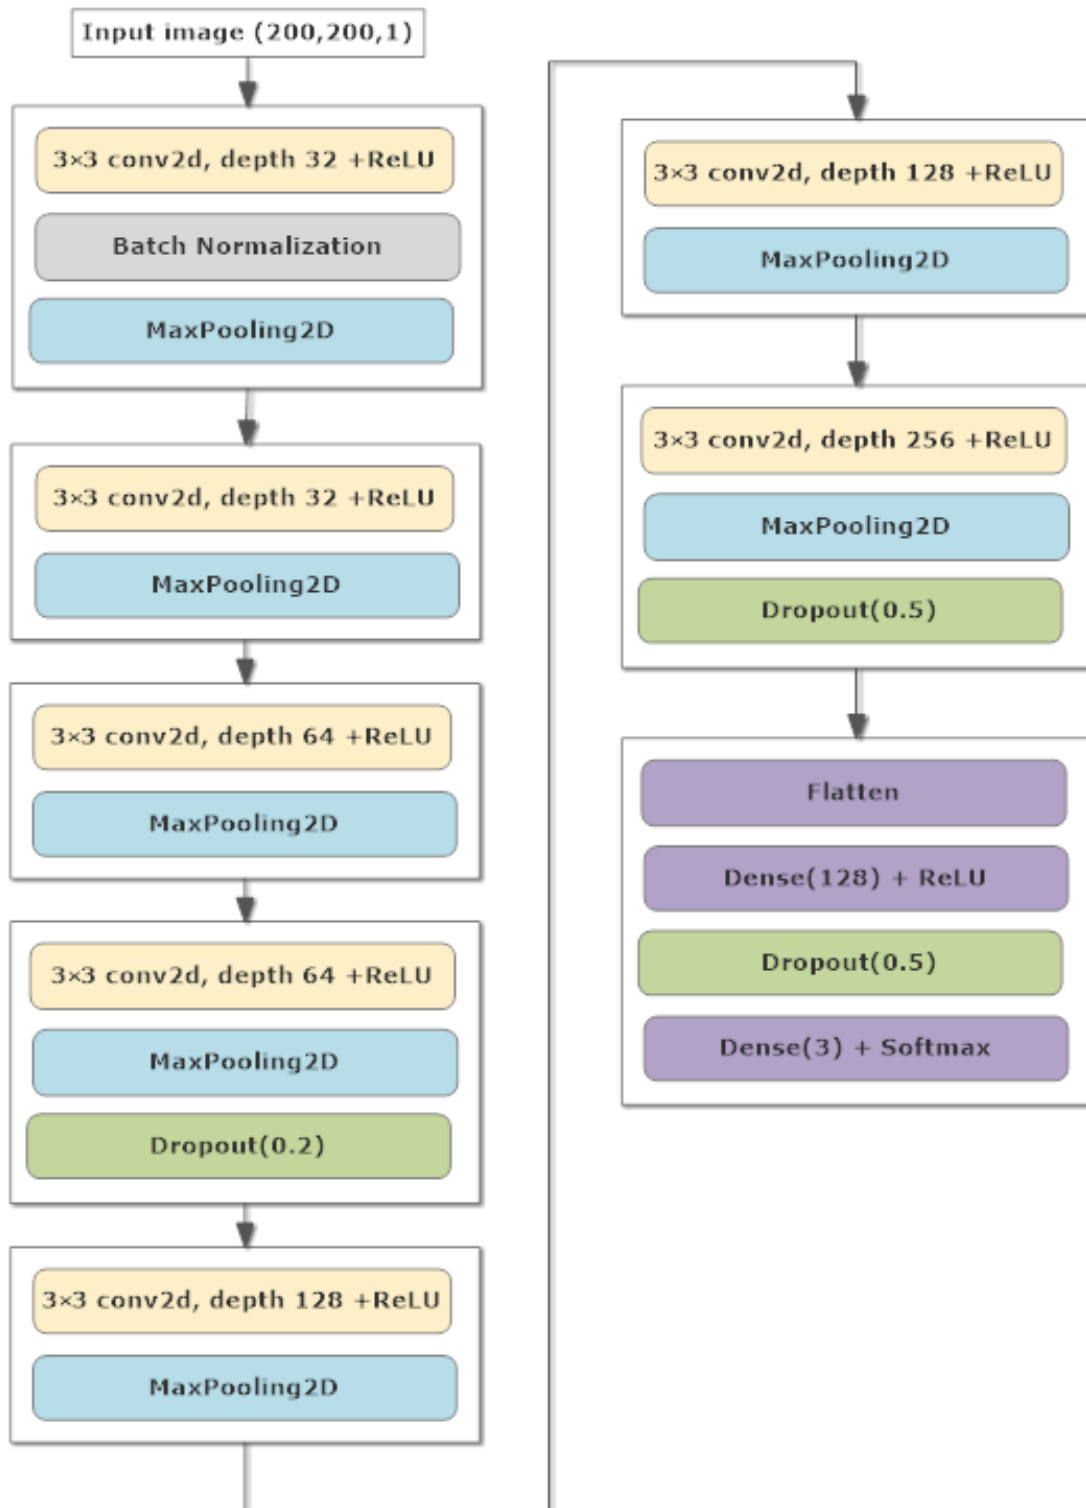 Input image (200,200,1)
3×3 conv2d, depth 32 +ReLU
Batch Normalization
MaxPooling2D
3×3 conv2d, depth 32 +ReLU
MaxPooling2D
3×3 conv2d, depth 64 +ReLU
MaxPooling2D
3×3 conv2d, depth 64 +ReLU
MaxPooling2D
Dropout(0.2)
3×3 conv2d, depth 128 +ReLU
MaxPooling2D
3×3 conv2d, depth 128 +ReLU
MaxPooling2D
3×3 conv2d, depth 256 +ReLU
MaxPooling2D
Dropout(0.5)
Flatten
Dense(128) + ReLU
Dropout(0.5)
Dense(3) + Softmax